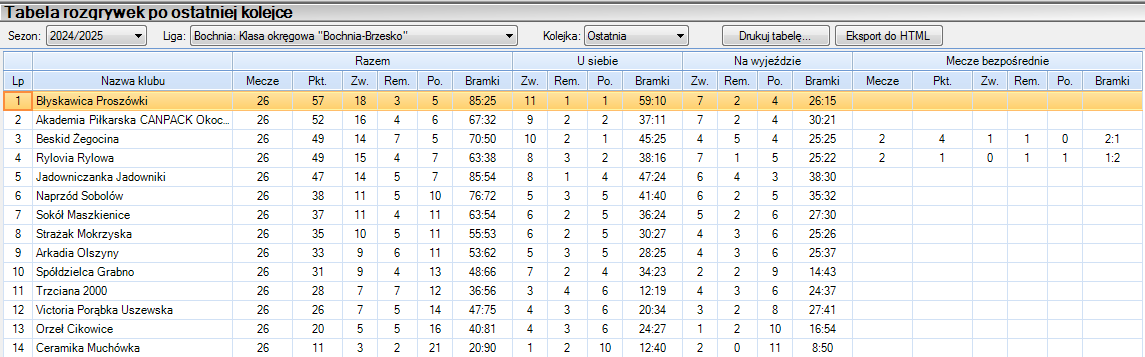 Tabela rozgrywek po ostatniej kolejce
Sezon: 2024/2025 Liga: Bochnia: Klasa okręgowa "Bochnia-Brzesko" Kolejka: Ostatnia Drukuj tabelę... Eksport do HTML
Razem U siebie Na wyjeździe Mecze bezpośrednie
Lp Nazwa klubu Mecze Pkt. Zw. Rem. Po. Bramki Zw. Rem. Po. Bramki Zw. Rem. Po. Bramki Mecze Pkt. Zw. Rem. Po. Bramki
1 Błyskawica Proszówki 26 57 18 3 5 85:25 11 1 1 59:10 7 2 4 26:15
2 Akademia Piłkarska CANPACK Okoc... 26 52 16 4 6 67:32 9 2 2 37:11 7 2 4 30:21
3 Beskid Żegocina 26 49 14 7 5 70:50 10 2 1 45:25 4 5 4 25:25 2 4 1 1 0 2:1
4 Rylovia Rylowa 26 49 15 4 7 63:38 8 3 2 38:16 7 1 5 25:22 2 1 0 1 1 1:2
5 Jadowniczanka Jadowniki 26 47 14 5 7 85:54 8 1 4 47:24 6 4 3 38:30
6 Naprzód Sobolów 26 38 11 5 10 76:72 5 3 5 41:40 6 2 5 35:32
7 Sokół Maszkienice 26 37 11 4 11 63:54 6 2 5 36:24 5 2 6 27:30
8 Strażak Mokrzyska 26 35 10 5 11 55:53 6 2 5 30:27 4 3 6 25:26
9 Arkadia Olszyny 26 33 9 6 11 53:62 5 3 5 28:25 4 3 6 25:37
10 Spółdzielca Grabno 26 31 9 4 13 48:66 7 2 4 34:23 2 2 9 14:43
11 Trzciana 2000 26 28 7 7 12 36:56 3 4 6 12:19 4 3 6 24:37
12 Victoria Porąbka Uszewska 26 26 7 5 14 47:75 4 3 6 20:34 3 2 8 27:41
13 Orzeł Cikowice 26 20 5 5 16 40:81 4 3 6 24:27 1 2 10 16:54
14 Ceramika Muchówka 26 11 3 2 21 20:90 1 2 10 12:40 2 0 11 8:50